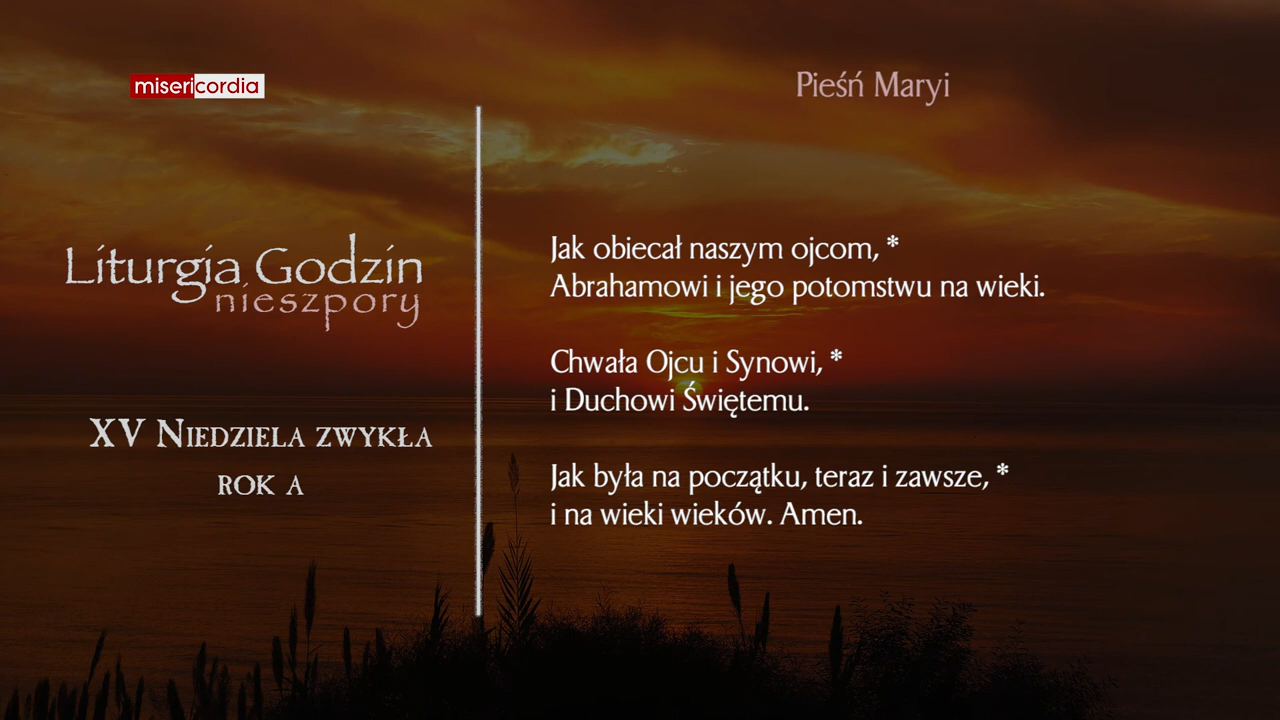 misericordia
Liturgia Godzin
nieszpory
XV Niedziela zwykła
rok A
Pieśń Maryi
Jak obiecał naszym ojcom, *
Abrahamowi i jego potomstwu na wieki.
Chwała Ojcu i Synowi, *
i Duchowi Świętemu.
Jak była na początku, teraz i zawsze, *
i na wieki wieków. Amen.